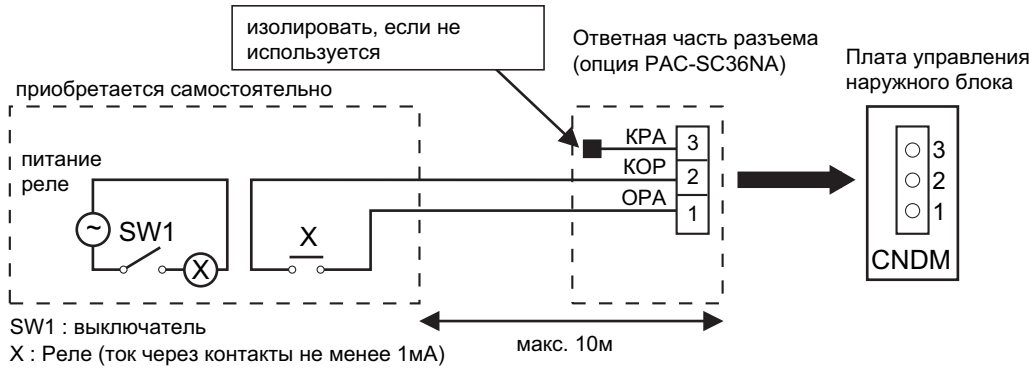 изолировать, если не
используется
Ответная часть разъема
(опция PAC-SC36NA)
Плата управления
наружного блока
приобретается самостоятельно
питание
реле
~
SW1
X
X
КРА
КОР
ОРА
3
2
1
3
2
1
CNDM
SW1 : выключатель
X : Реле (ток через контакты не менее 1мА)
макс. 10м